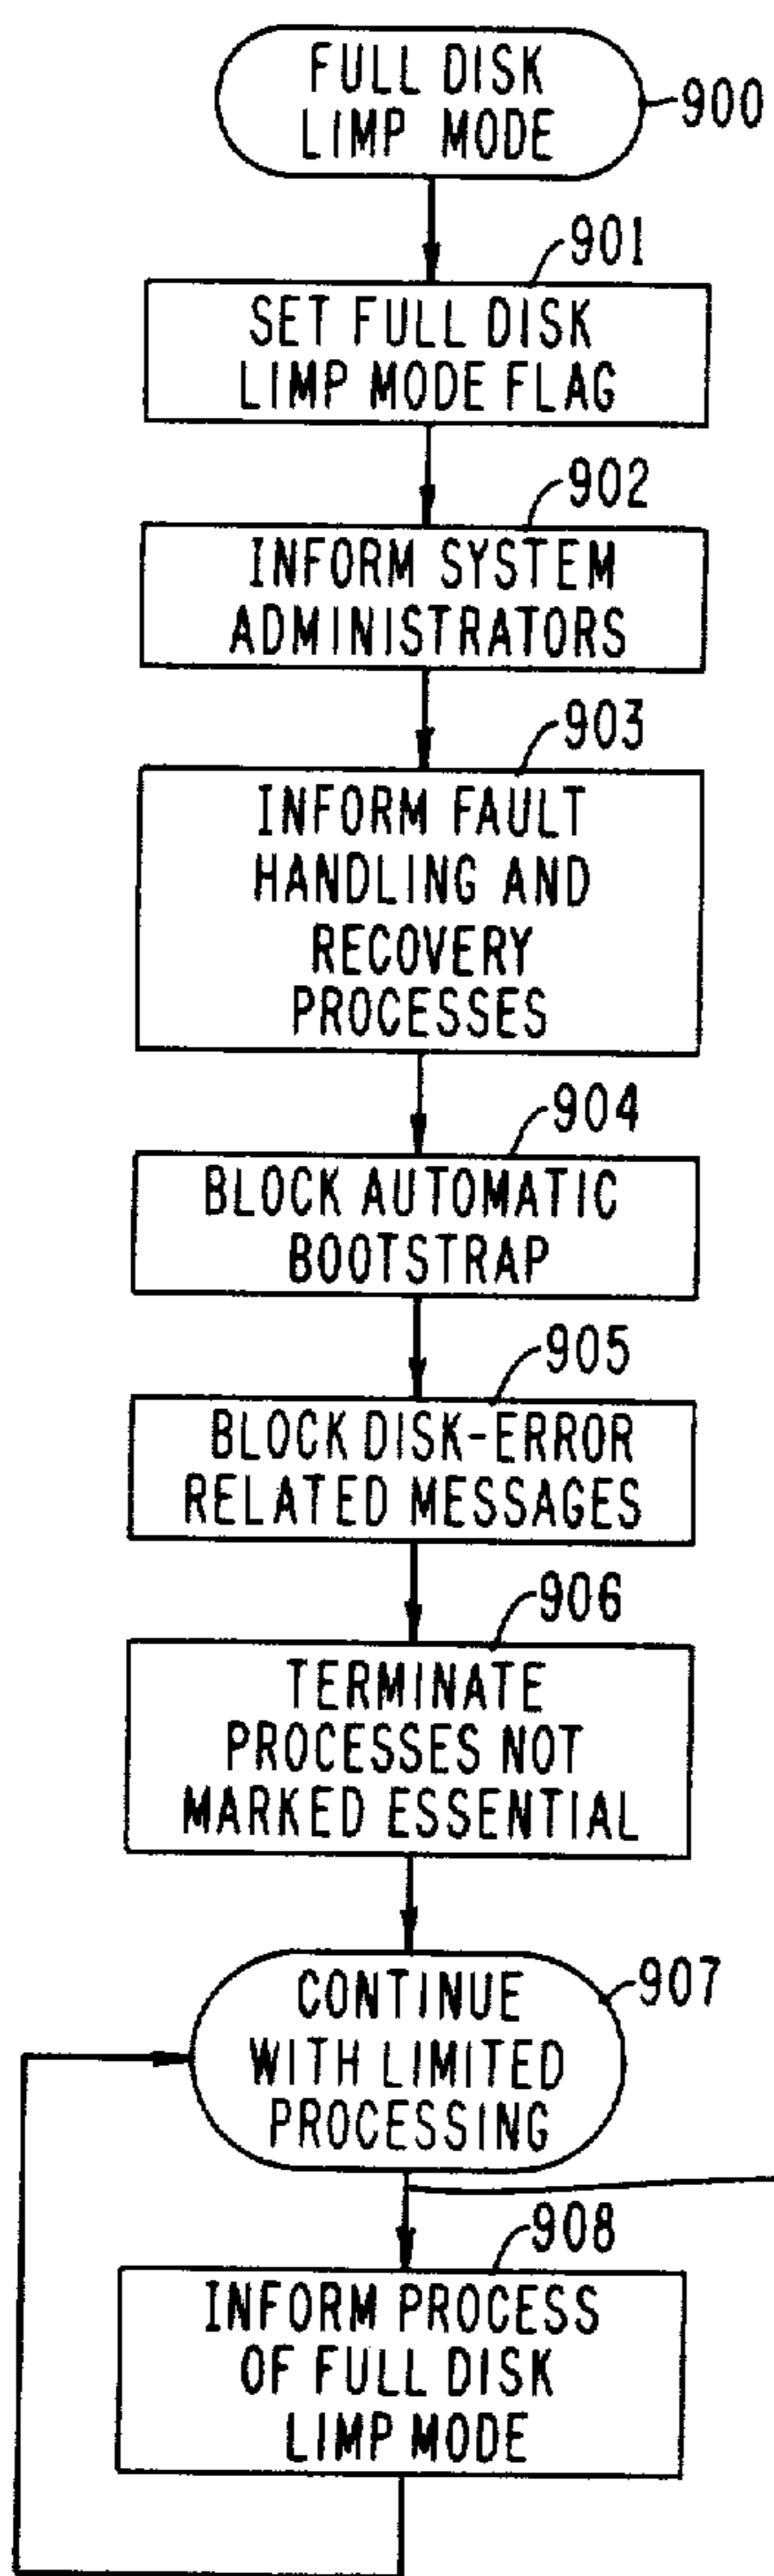 FULL DISK
LIMP MODE
900
901
SET FULL DISK
LIMP MODE FLAG
902
INFORM SYSTEM
ADMINISTRATORS
903
INFORM FAULT
HANDLING AND
RECOVERY
PROCESSES
904
BLOCK AUTOMATIC
BOOTSTRAP
905
BLOCK DISK-ERROR
RELATED MESSAGES
906
TERMINATE
PROCESSES NOT
MARKED ESSENTIAL
907
CONTINUE
WITH LIMITED
PROCESSING
908
INFORM PROCESS
OF FULL DISK
LIMP MODE